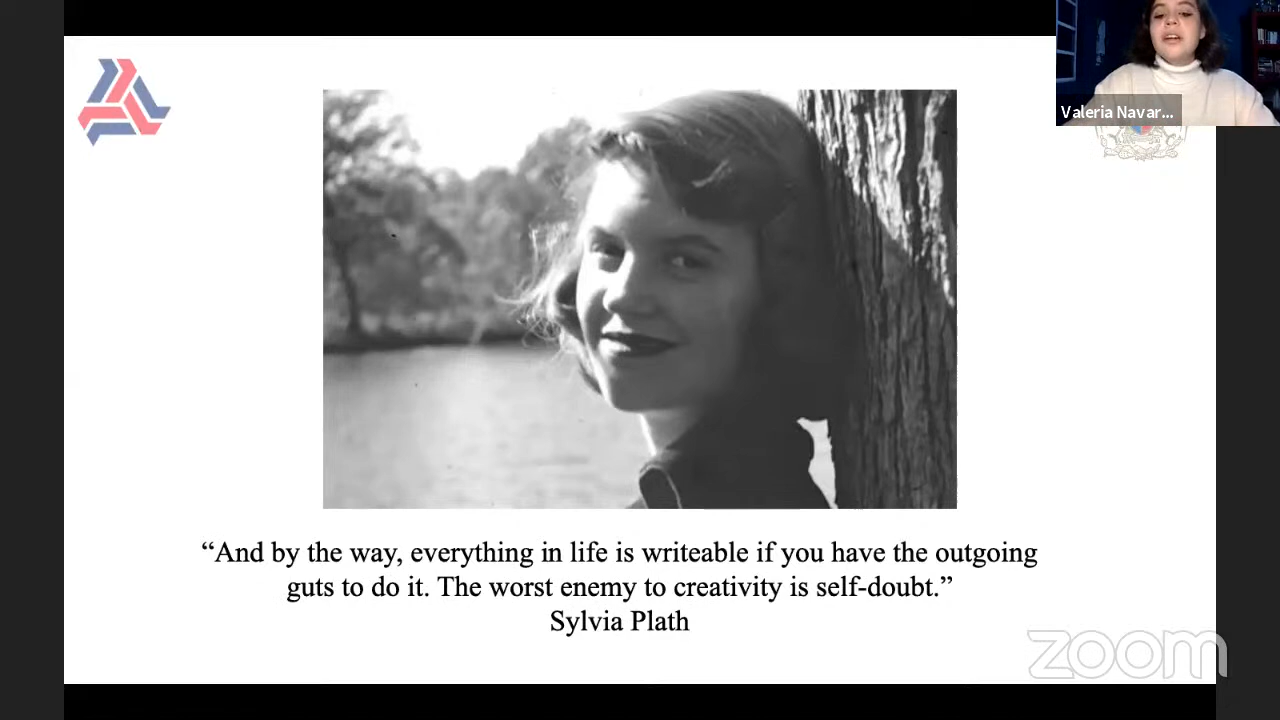 Valeria Navar...
“And by the way, everything in life is writeable if you have the outgoing
guts to do it. The worst enemy to creativity is self-doubt.”
Sylvia Plath
zoom